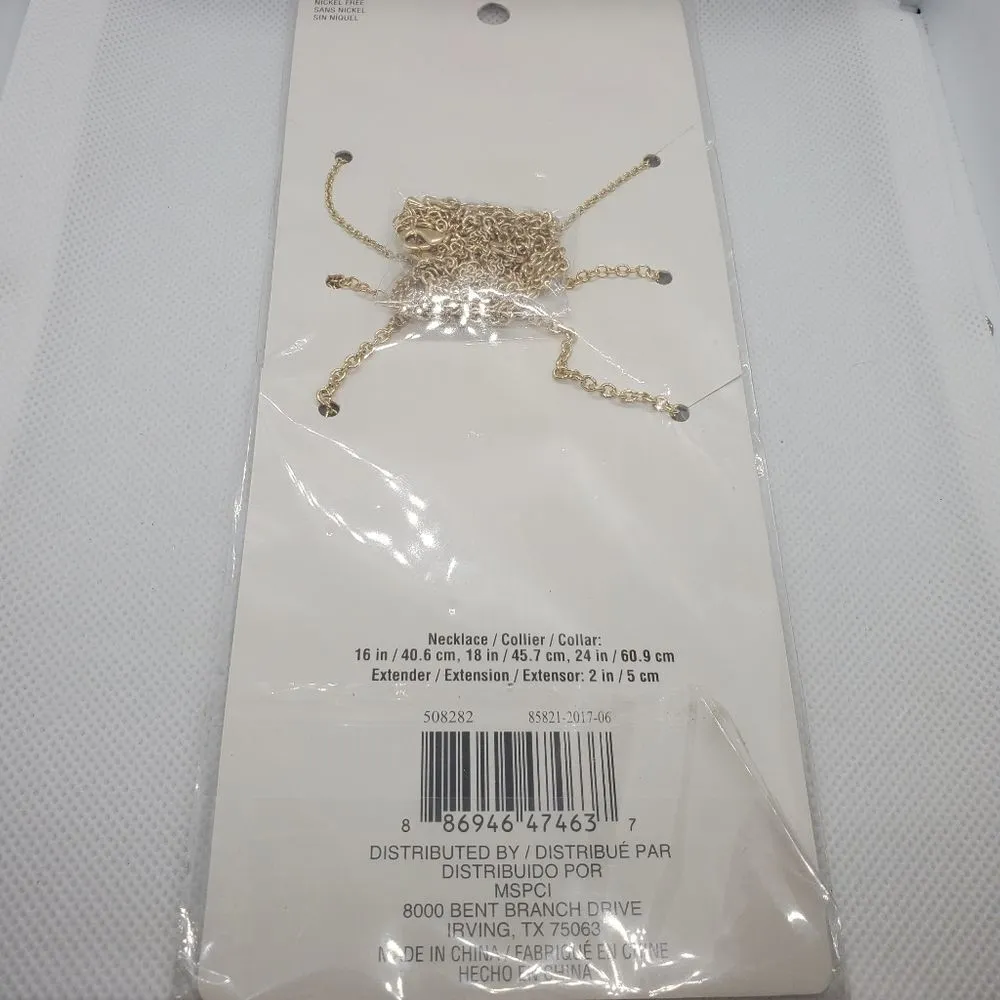 NICKEL FREE
SANS NICKEL
SIN NÍQUEL
Necklace / Collier / Collar:
16 in / 40.6 cm, 18 in / 45.7 cm, 24 in / 60.9 cm
Extender / Extension / Extensor: 2 in / 5 cm
508282 85821-2017-06
8 86946 47463 7
DISTRIBUTED BY / DISTRIBUÉ PAR
DISTRIBUIDO POR
MSPCI
8000 BENT BRANCH DRIVE
IRVING, TX 75063
MADE IN CHINA / FABRIQUÉ EN CHINE
HECHO EN CHINA